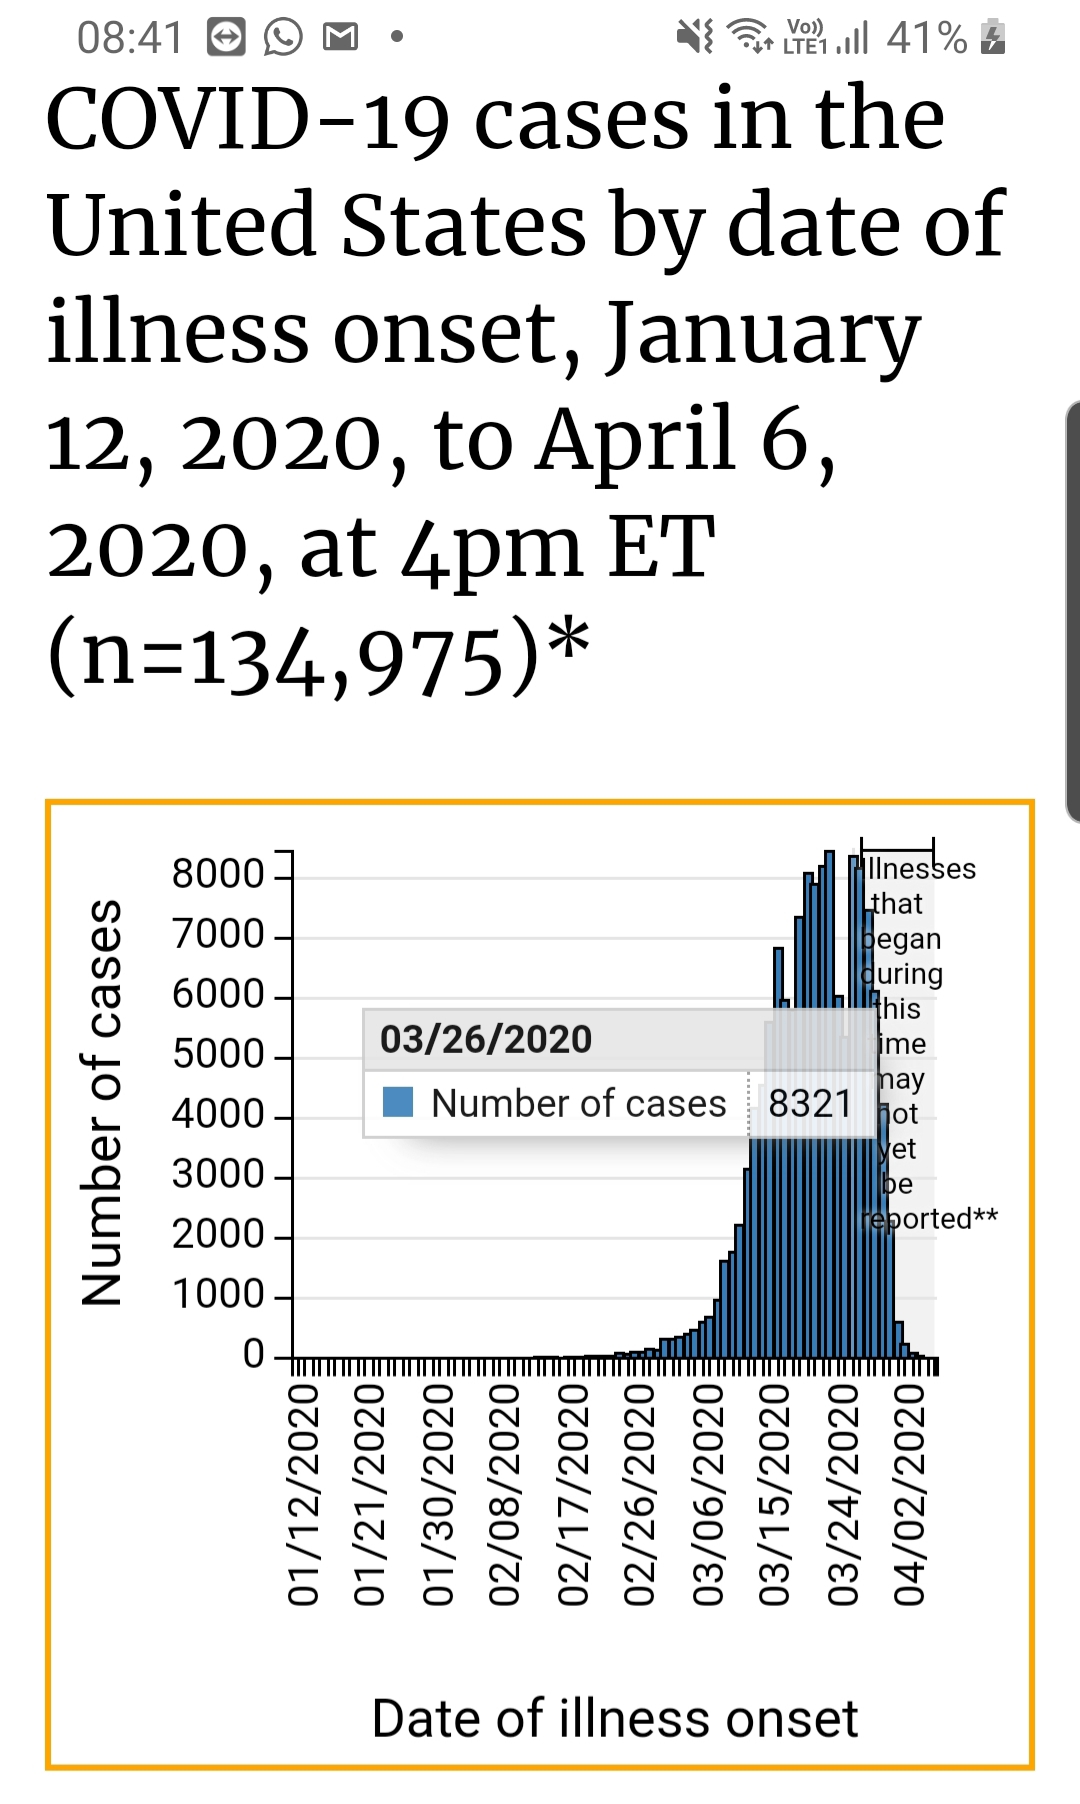 08:41
Vo)) LTE1 41%
COVID-19 cases in the
United States by date of
illness onset, January
12, 2020, to April 6,
2020, at 4pm ET
(n=134,975)*
Number of cases
8000
7000
6000
5000
4000
3000
2000
1000
0
Illnesses
that
began
during
this
time
may
not
yet
be
reported**
03/26/2020
Number of cases 8321
01/12/2020
01/21/2020
01/30/2020
02/08/2020
02/17/2020
02/26/2020
03/06/2020
03/15/2020
03/24/2020
04/02/2020
Date of illness onset